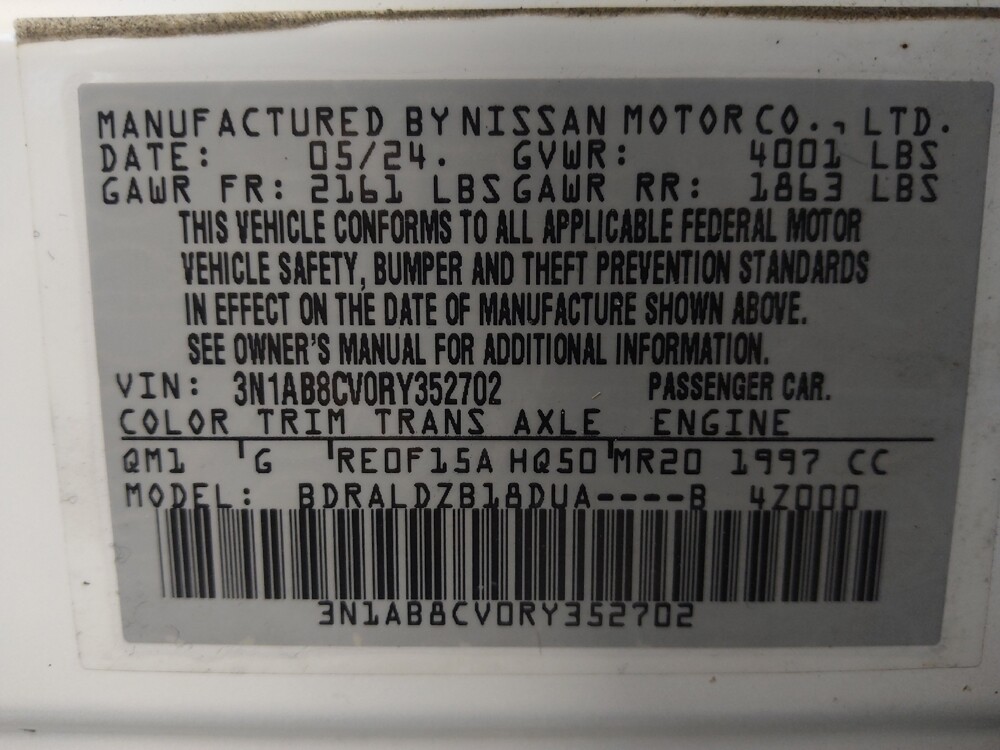 MANUFACTURED BY NISSAN MOTOR CO., LTD.
DATE: 05/24. GVWR: 4001 LBS
GAWR FR: 2161 LBS GAWR RR: 1863 LBS
THIS VEHICLE CONFORMS TO ALL APPLICABLE FEDERAL MOTOR
VEHICLE SAFETY, BUMPER AND THEFT PREVENTION STANDARDS
IN EFFECT ON THE DATE OF MANUFACTURE SHOWN ABOVE.
SEE OWNER'S MANUAL FOR ADDITIONAL INFORMATION.
VIN: 3N1AB8CV0RY352702 PASSENGER CAR.
COLOR TRIM TRANS AXLE ENGINE
QM1 G RE0F15A HQ50 MR20 1997 CC
MODEL: BDRALDZB18DUA----B 4Z000
3N1AB8CV0RY352702